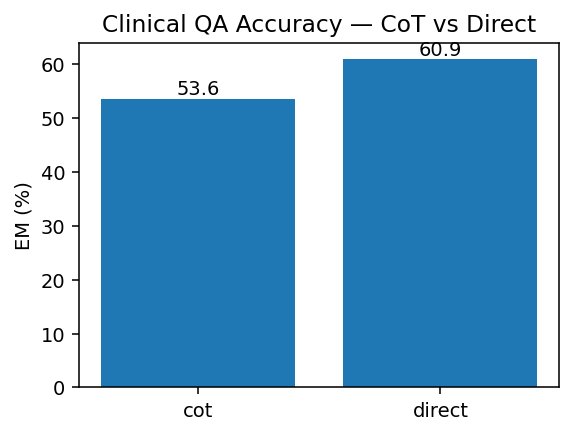 Clinical QA Accuracy — CoT vs Direct
EM (%)
60
50
40
30
20
10
0
53.6
60.9
cot
direct